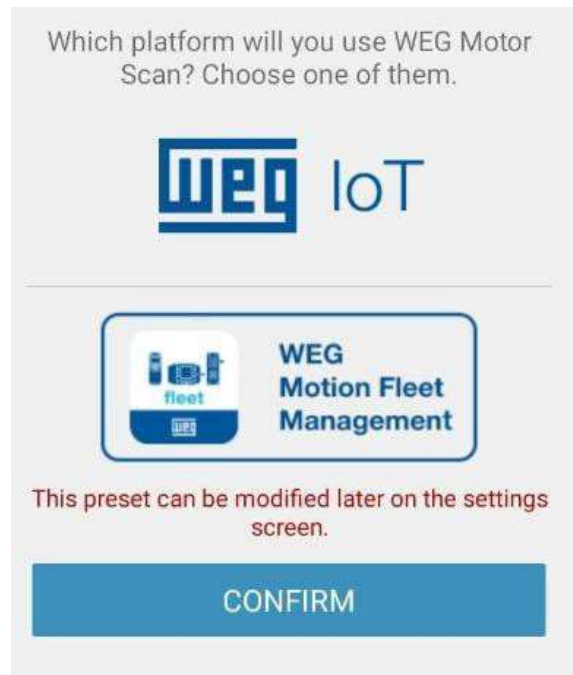 Which platform will you use WEG Motor
Scan? Choose one of them.
weg IoT
WEG
Motion Fleet
Management
fleet
weg
This preset can be modified later on the settings
screen.
CONFIRM